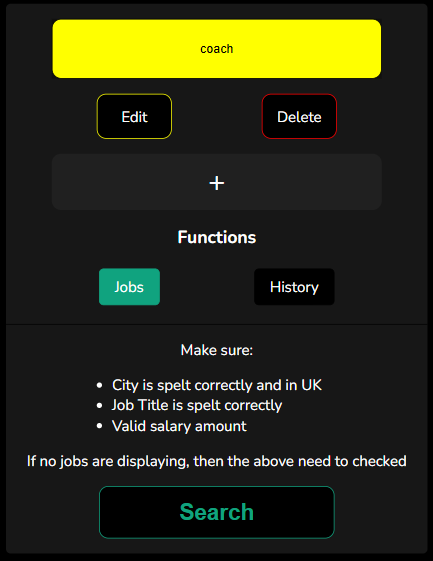 coach
Edit Delete
+
Functions
Jobs History
Make sure:
• City is spelt correctly and in UK
• Job Title is spelt correctly
• Valid salary amount
If no jobs are displaying, then the above need to checked
Search